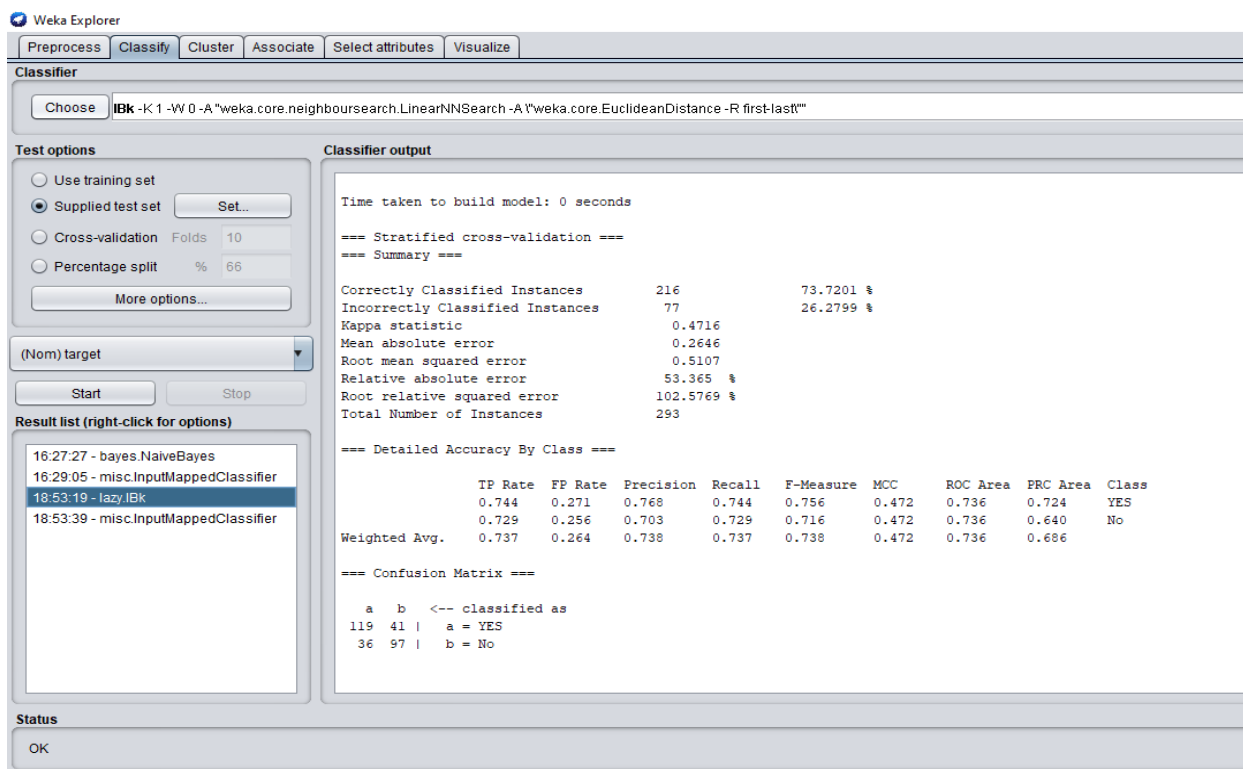 Weka Explorer
Preprocess Classify Cluster Associate Select attributes Visualize
Classifier
Choose IBk -K 1 -W 0 -A "weka.core.neighboursearch.LinearNNSearch -A \"weka.core.EuclideanDistance -R first-last\""
Test options
Use training set
Supplied test set Set...
Cross-validation Folds 10
Percentage split % 66
More options...
(Nom) target
Start Stop
Result list (right-click for options)
16:27:27 - bayes.NaiveBayes
16:29:05 - misc.InputMappedClassifier
18:53:19 - lazy.IBk
18:53:39 - misc.InputMappedClassifier
Classifier output
Time taken to build model: 0 seconds
=== Stratified cross-validation ===
=== Summary ===
Correctly Classified Instances 216 73.7201 %
Incorrectly Classified Instances 77 26.2799 %
Kappa statistic 0.4716
Mean absolute error 0.2646
Root mean squared error 0.5107
Relative absolute error 53.365 %
Root relative squared error 102.5769 %
Total Number of Instances 293
=== Detailed Accuracy By Class ===
TP Rate FP Rate Precision Recall F-Measure MCC ROC Area PRC Area Class
0.744 0.271 0.768 0.744 0.756 0.472 0.736 0.724 YES
0.729 0.256 0.703 0.729 0.716 0.472 0.736 0.640 No
Weighted Avg. 0.737 0.264 0.738 0.737 0.738 0.472 0.736 0.686
=== Confusion Matrix ===
a b <-- classified as
119 41 | a = YES
36 97 | b = No
Status
OK